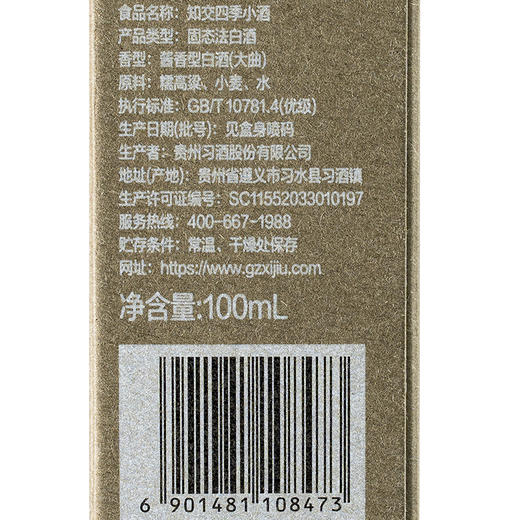 食品名称：知交四季小酒
产品类型：固态法白酒
香型：酱香型白酒(大曲)
原料：糯高粱、小麦、水
执行标准：GB/T 10781.4(优级)
生产日期(批号)：见盒身喷码
生产者：贵州习酒股份有限公司
地址(产地)：贵州省遵义市习水县习酒镇
生产许可证编号：SC11552033010197
服务热线：400-667-1988
贮存条件：常温、干燥处保存
网址：https://www.gzxijiu.com
净含量:100mL
6 901481 108473